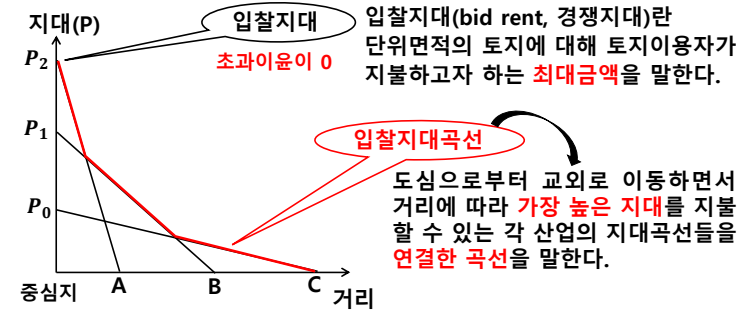 지대(P)
입찰지대
초과이윤이 0
입찰지대(bid rent, 경쟁지대)란
단위면적의 토지에 대해 토지이용자가
지불하고자 하는 최대금액을 말한다.
P₂
P₁
P₀
입찰지대곡선
도심으로부터 교외로 이동하면서
거리에 따라 가장 높은 지대를 지불
할 수 있는 각 산업의 지대곡선들을
연결한 곡선을 말한다.
중심지
A
B
C
거리